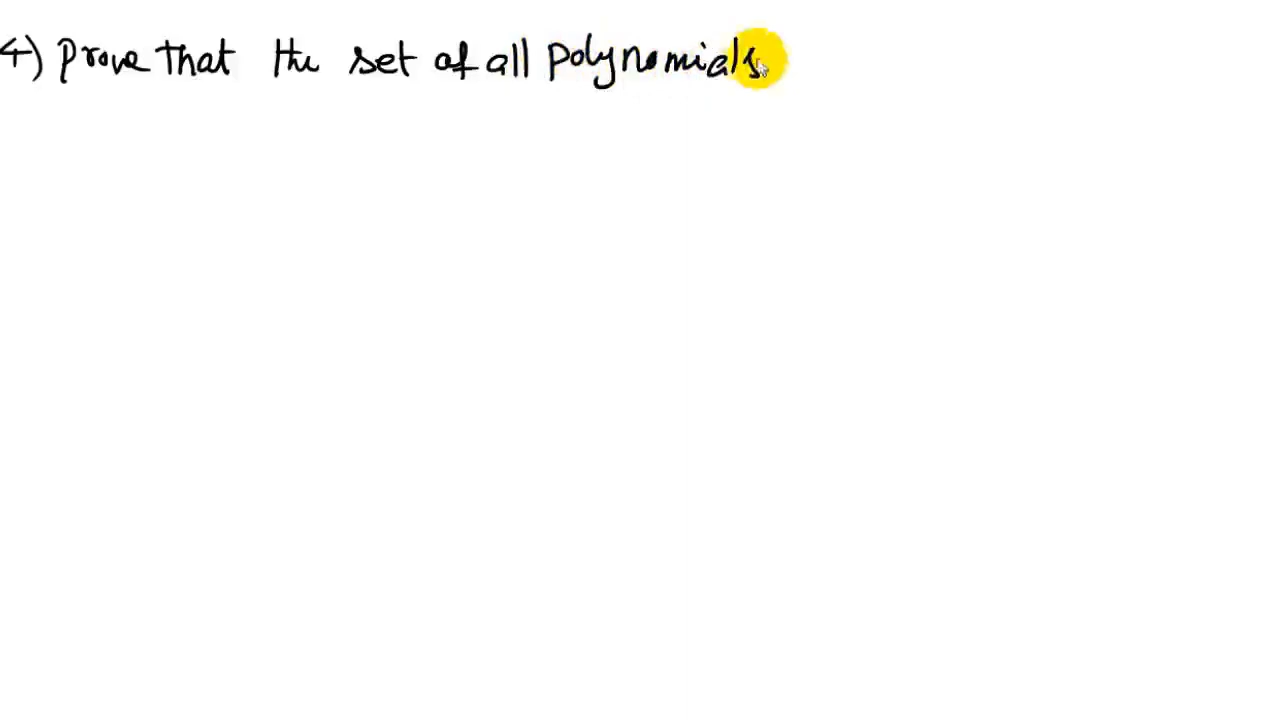 4) Prove that the set of all polynomials